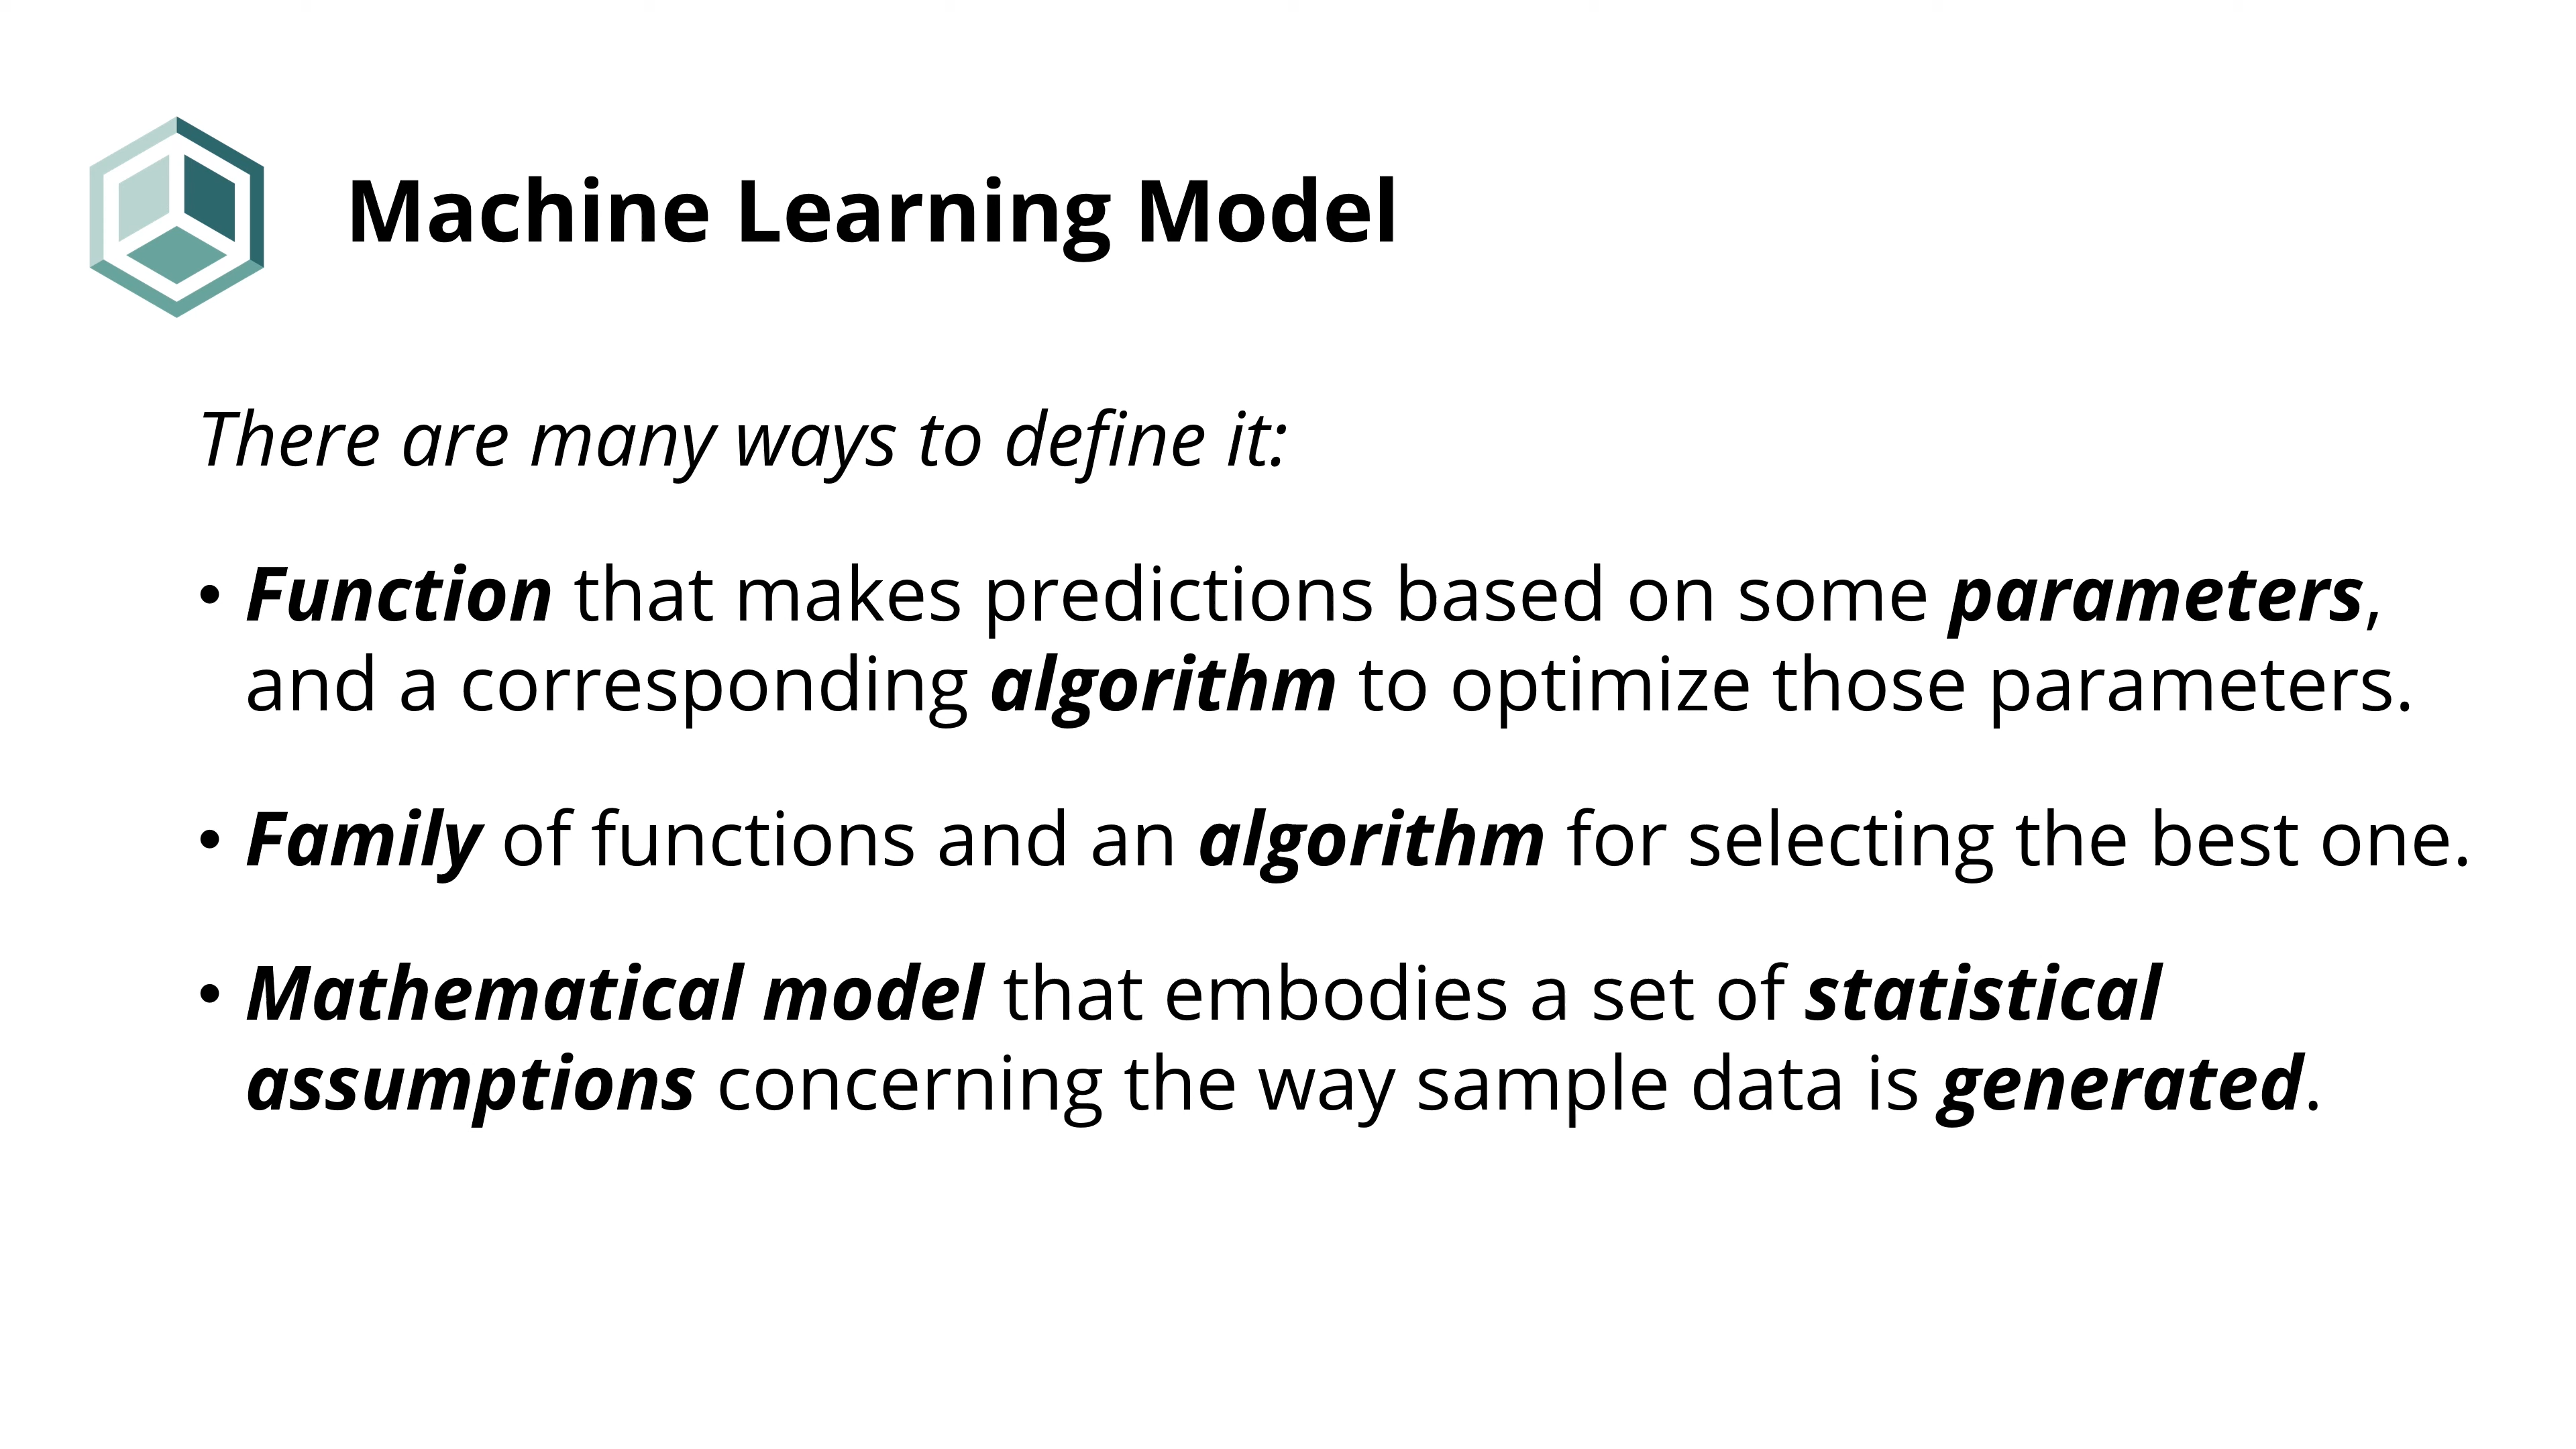 Machine Learning Model
There are many ways to define it:
• Function that makes predictions based on some parameters,
and a corresponding algorithm to optimize those parameters.
• Family of functions and an algorithm for selecting the best one.
• Mathematical model that embodies a set of statistical
assumptions concerning the way sample data is generated.